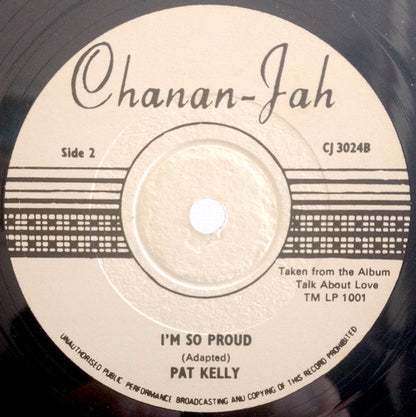 Chanan-Jah
Side 2
CJ 3024B
Taken from the Album
Talk About Love
TM LP 1001
I'M SO PROUD
(Adapted)
PAT KELLY
UNAUTHORISED PUBLIC PERFORMANCE BROADCASTING AND COPYING OF THIS RECORD PROHIBITED